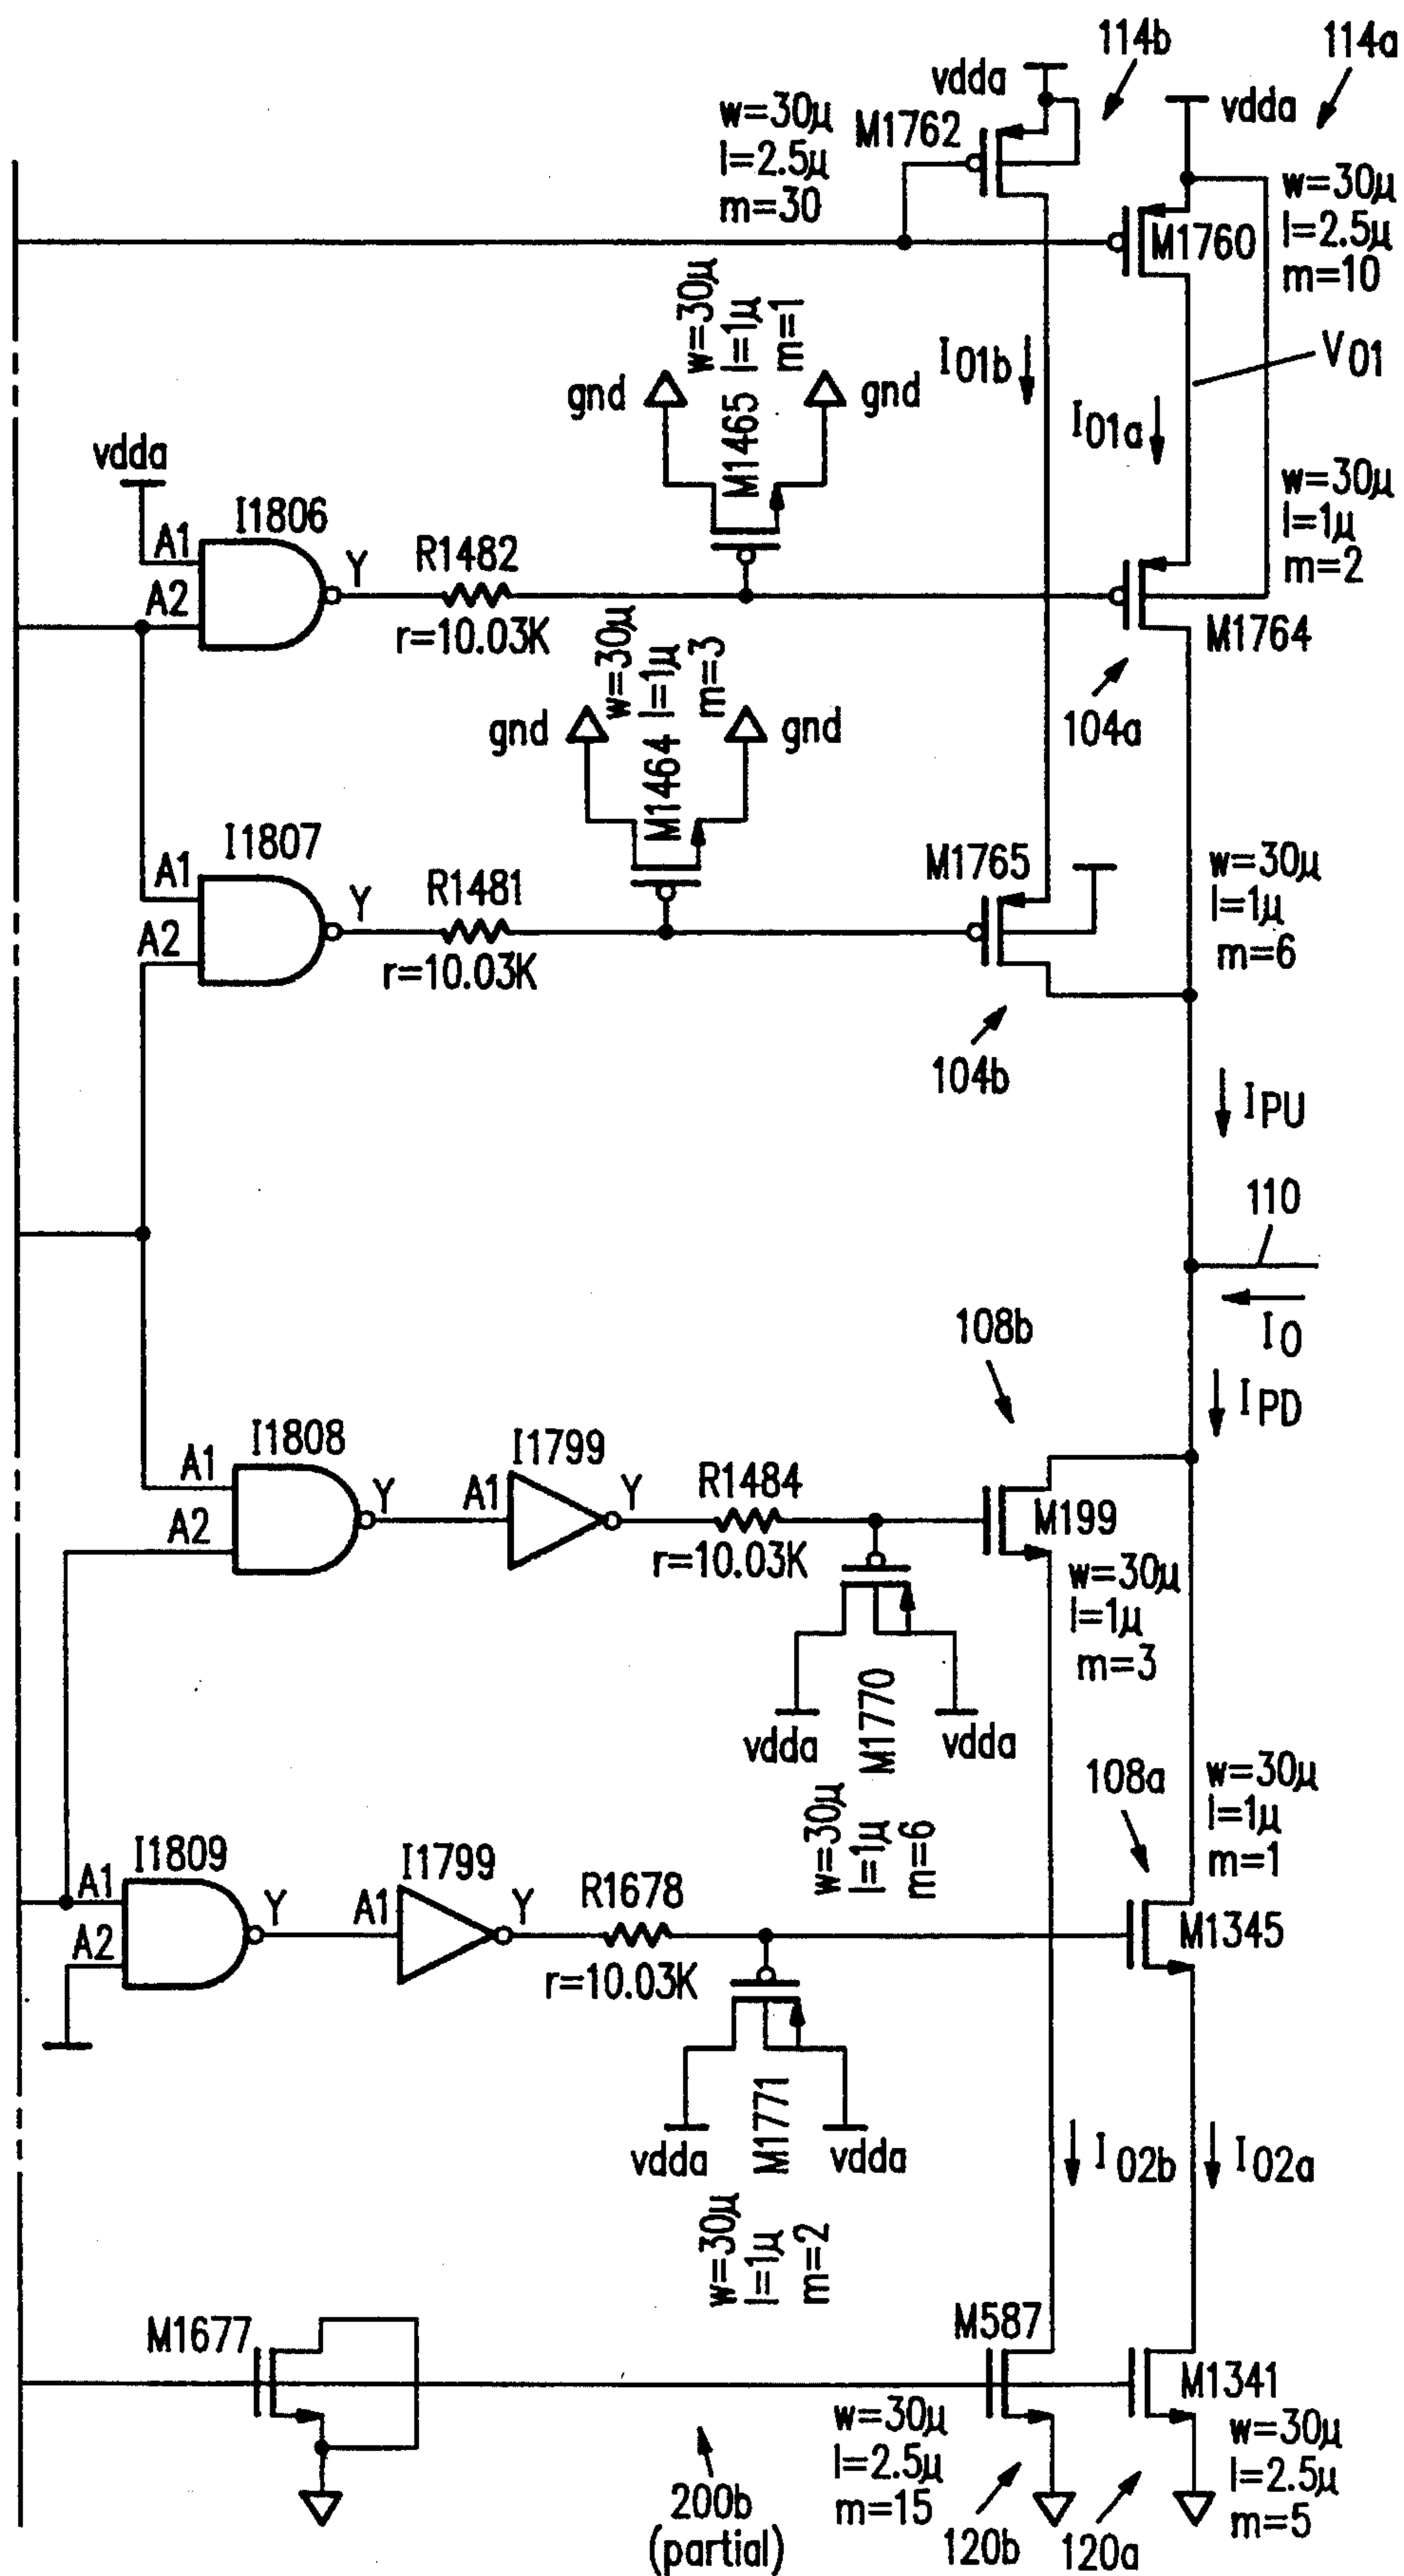 114b
114a
vdda
vdda
w=30μ
l=2.5μ
m=30
M1762
w=30μ
l=2.5μ
m=10
M1760
w=30μ
l=1μ
m=1
M1465
gnd
gnd
I01b
V01
I01a
vdda
I1806
A1
A2
Y
R1482
r=10.03K
w=30μ
l=1μ
m=2
M1764
104a
w=30μ
l=1μ
m=3
M1464
gnd
gnd
I1807
A1
A2
Y
R1481
r=10.03K
M1765
w=30μ
l=1μ
m=6
104b
IPU
110
IO
108b
IPD
I1808
A1
A2
Y
I1799
A1
Y
R1484
r=10.03K
M199
w=30μ
l=1μ
m=3
vdda
M1770
vdda
w=30μ
l=1μ
m=6
108a
w=30μ
l=1μ
m=1
I1809
A1
A2
Y
I1799
A1
Y
R1678
r=10.03K
M1345
vdda
M1771
vdda
w=30μ
l=1μ
m=2
I02b
I02a
M1677
M587
M1341
w=30μ
l=2.5μ
m=15
w=30μ
l=2.5μ
m=5
200b
(partial)
120b
120a